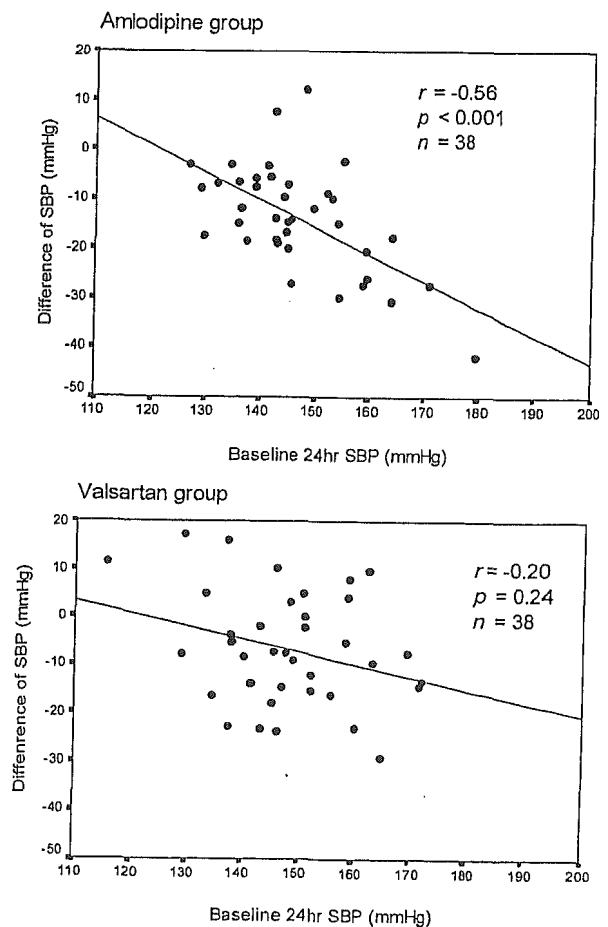 Amlodipine group
20
10
0
-10
-20
-30
-40
-50
Difference of SBP (mmHg)
r = -0.56
p < 0.001
n = 38
110 120 130 140 150 160 170 180 190 200
Baseline 24hr SBP (mmHg)
Valsartan group
20
10
0
-10
-20
-30
-40
-50
Diffenrence of SBP (mmHg)
r = -0.20
p = 0.24
n = 38
110 120 130 140 150 160 170 180 190 200
Baseline 24hr SBP (mmHg)